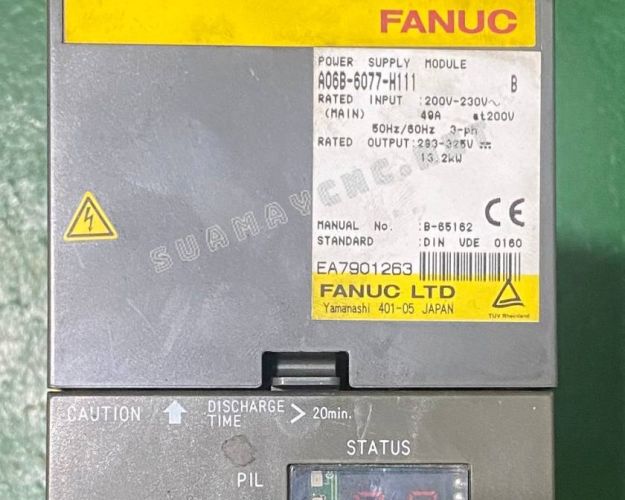 FANUC
POWER SUPPLY MODULE
A06B-6077-H111 B
RATED INPUT :200V-230V~
(MAIN) 49A at200V
50Hz/60Hz 3-ph
RATED OUTPUT:283-325V
13.2kW
SUAMAYCNC.NET
MANUAL No. :B-65162
STANDARD :DIN VDE 0160
CE
EA7901263
FANUC LTD
Yamanashi 401-05 JAPAN
TÜV Rheinland
CAUTION DISCHARGE TIME > 20min.
STATUS
PIL